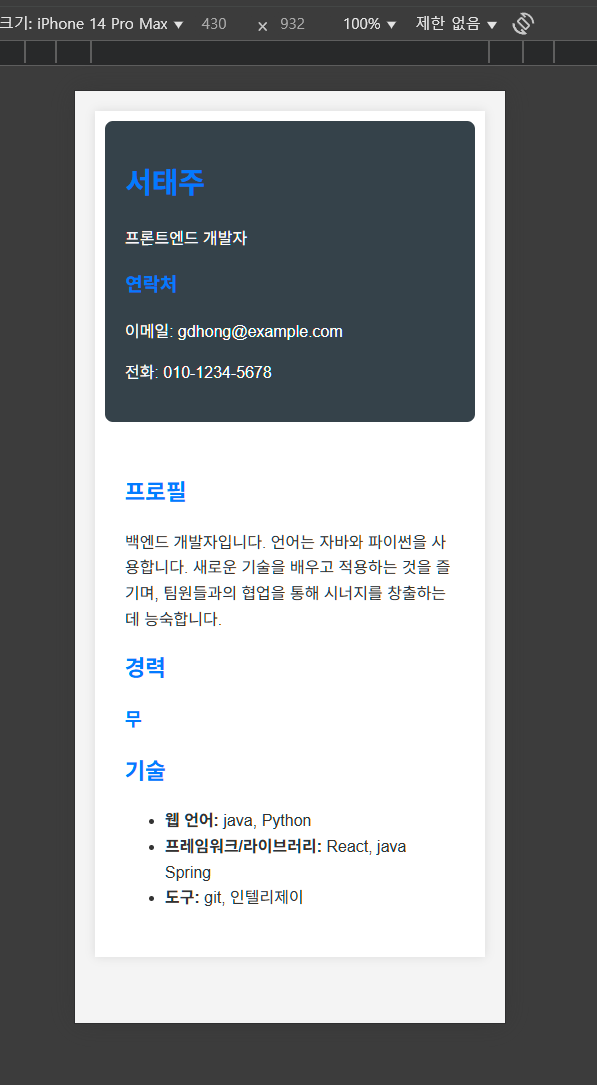 크기: iPhone 14 Pro Max ▼ 430 × 932 100% ▼ 제한 없음 ▼
서태주
프론트엔드 개발자
연락처
이메일: gdhong@example.com
전화: 010-1234-5678
프로필
백엔드 개발자입니다. 언어는 자바와 파이썬을 사
용합니다. 새로운 기술을 배우고 적용하는 것을 즐
기며, 팀원들과의 협업을 통해 시너지를 창출하는
데 능숙합니다.
경력
무
기술
• 웹 언어: java, Python
• 프레임워크/라이브러리: React, java
Spring
• 도구: git, 인텔리제이